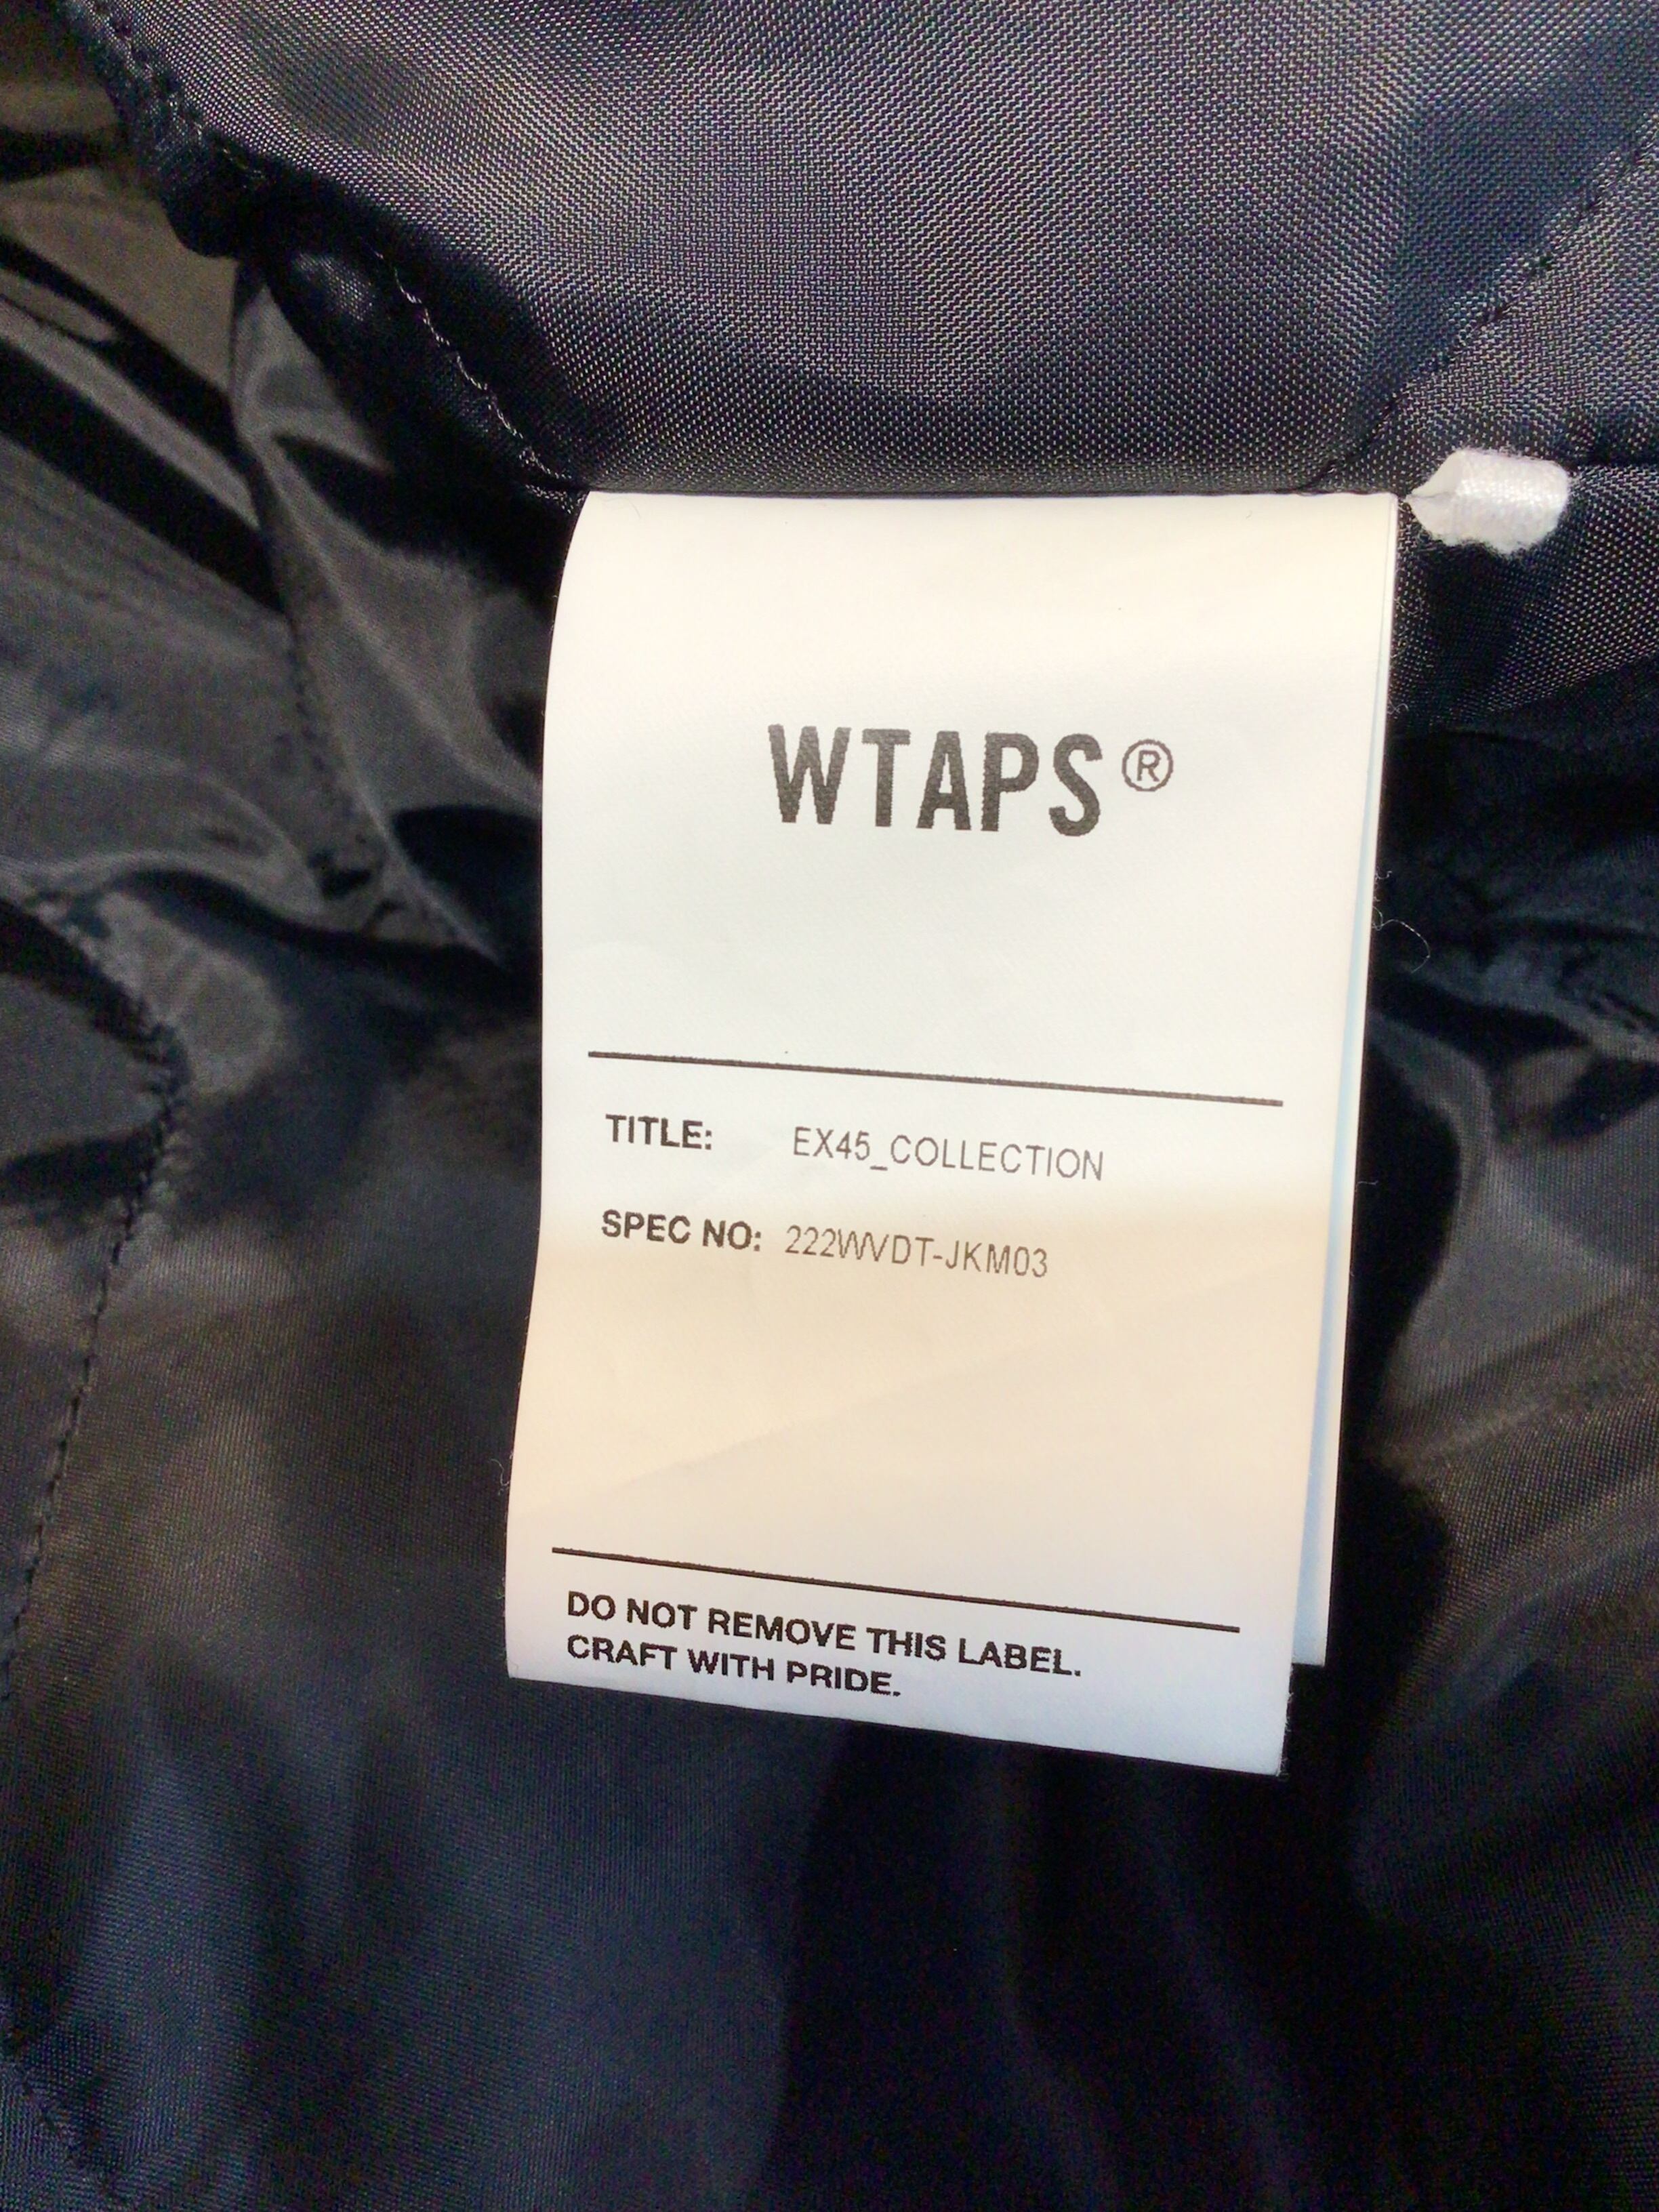 WTAPS®
TITLE: EX45_COLLECTION
SPEC NO: 222WVDT-JKM03
DO NOT REMOVE THIS LABEL.
CRAFT WITH PRIDE.